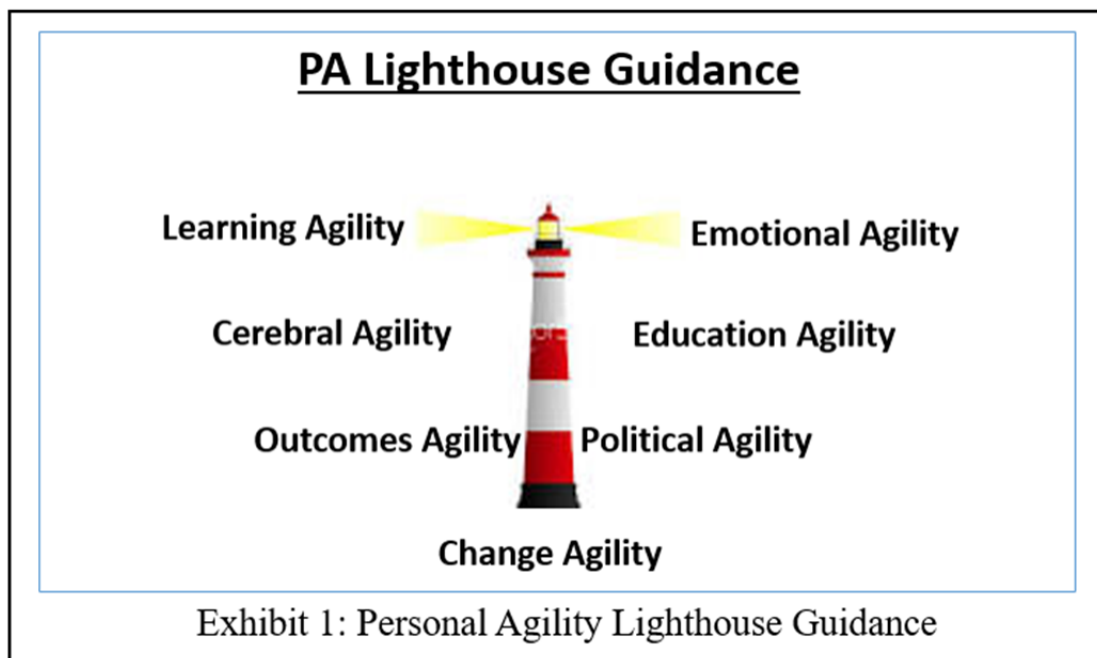 PA Lighthouse Guidance
Learning Agility
Emotional Agility
Cerebral Agility
Education Agility
Outcomes Agility
Political Agility
Change Agility
Exhibit 1: Personal Agility Lighthouse Guidance